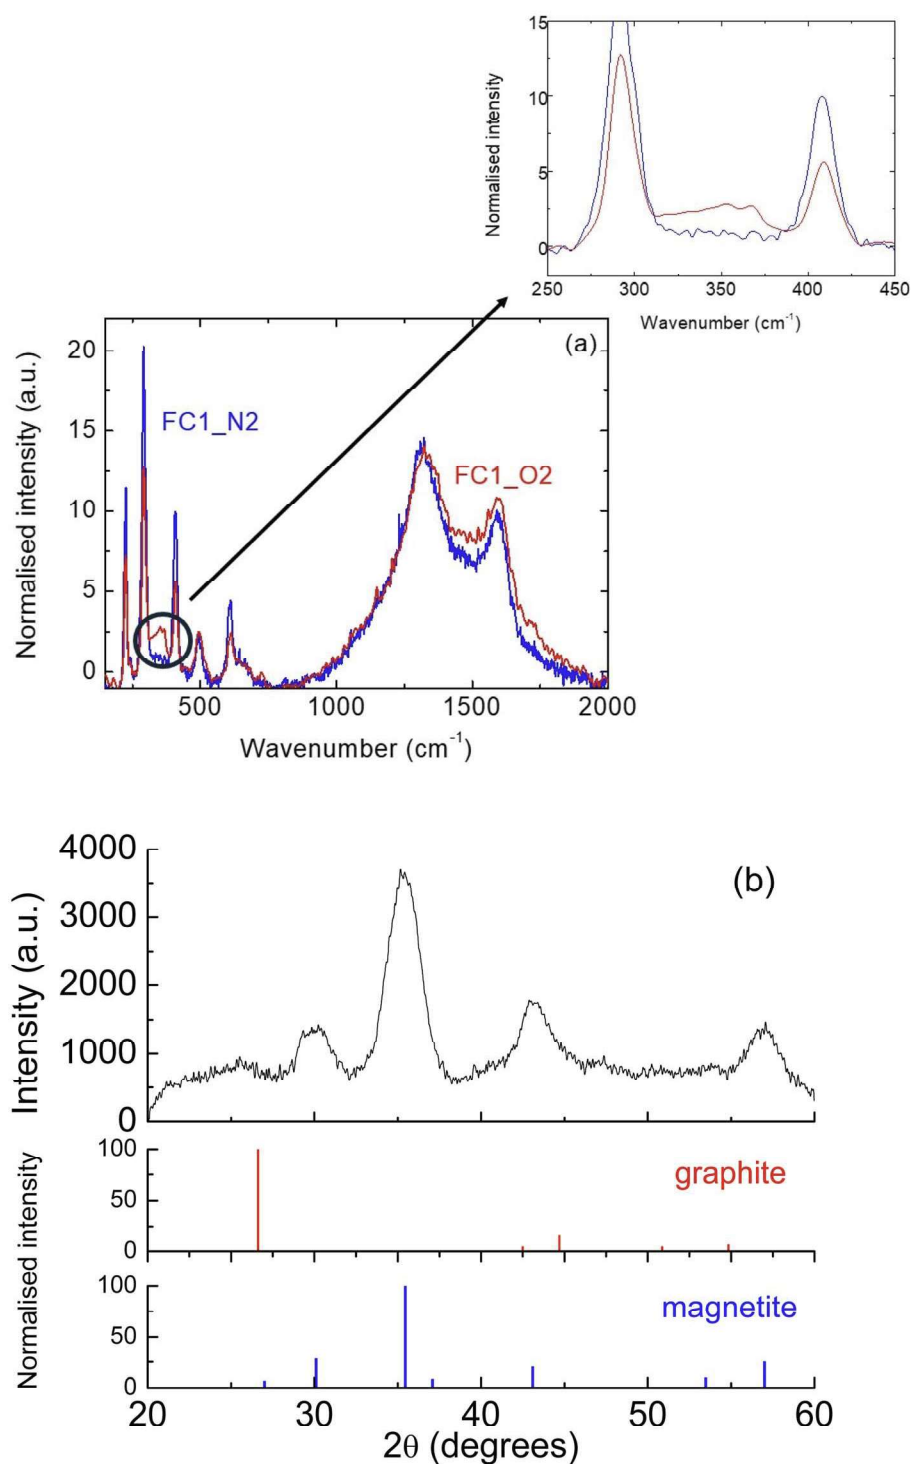 15
10
5
0
Normalised intensity
250 300 350 400 450
Wavenumber (cm⁻¹)
(a)
20
15
10
5
0
Normalised intensity (a.u.)
FC1_N2
FC1_O2
500 1000 1500 2000
Wavenumber (cm⁻¹)
(b)
4000
3000
2000
1000
0
Intensity (a.u.)
100
50
0
graphite
Normalised intensity
100
50
0
magnetite
20 30 40 50 60
2θ (degrees)